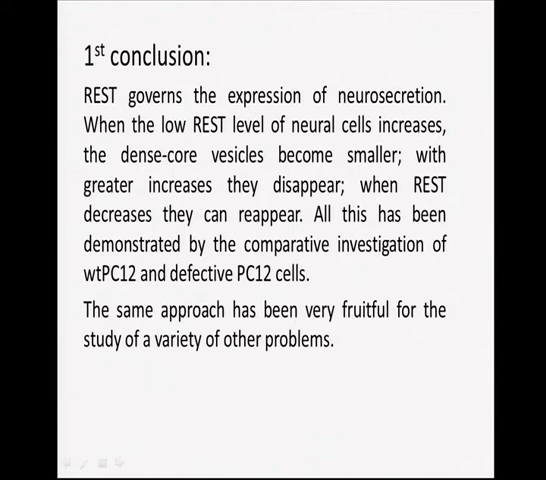 1st conclusion:
REST governs the expression of neurosecretion.
When the low REST level of neural cells increases,
the dense-core vesicles become smaller; with
greater increases they disappear; when REST
decreases they can reappear. All this has been
demonstrated by the comparative investigation of
wtPC12 and defective PC12 cells.
The same approach has been very fruitful for the
study of a variety of other problems.